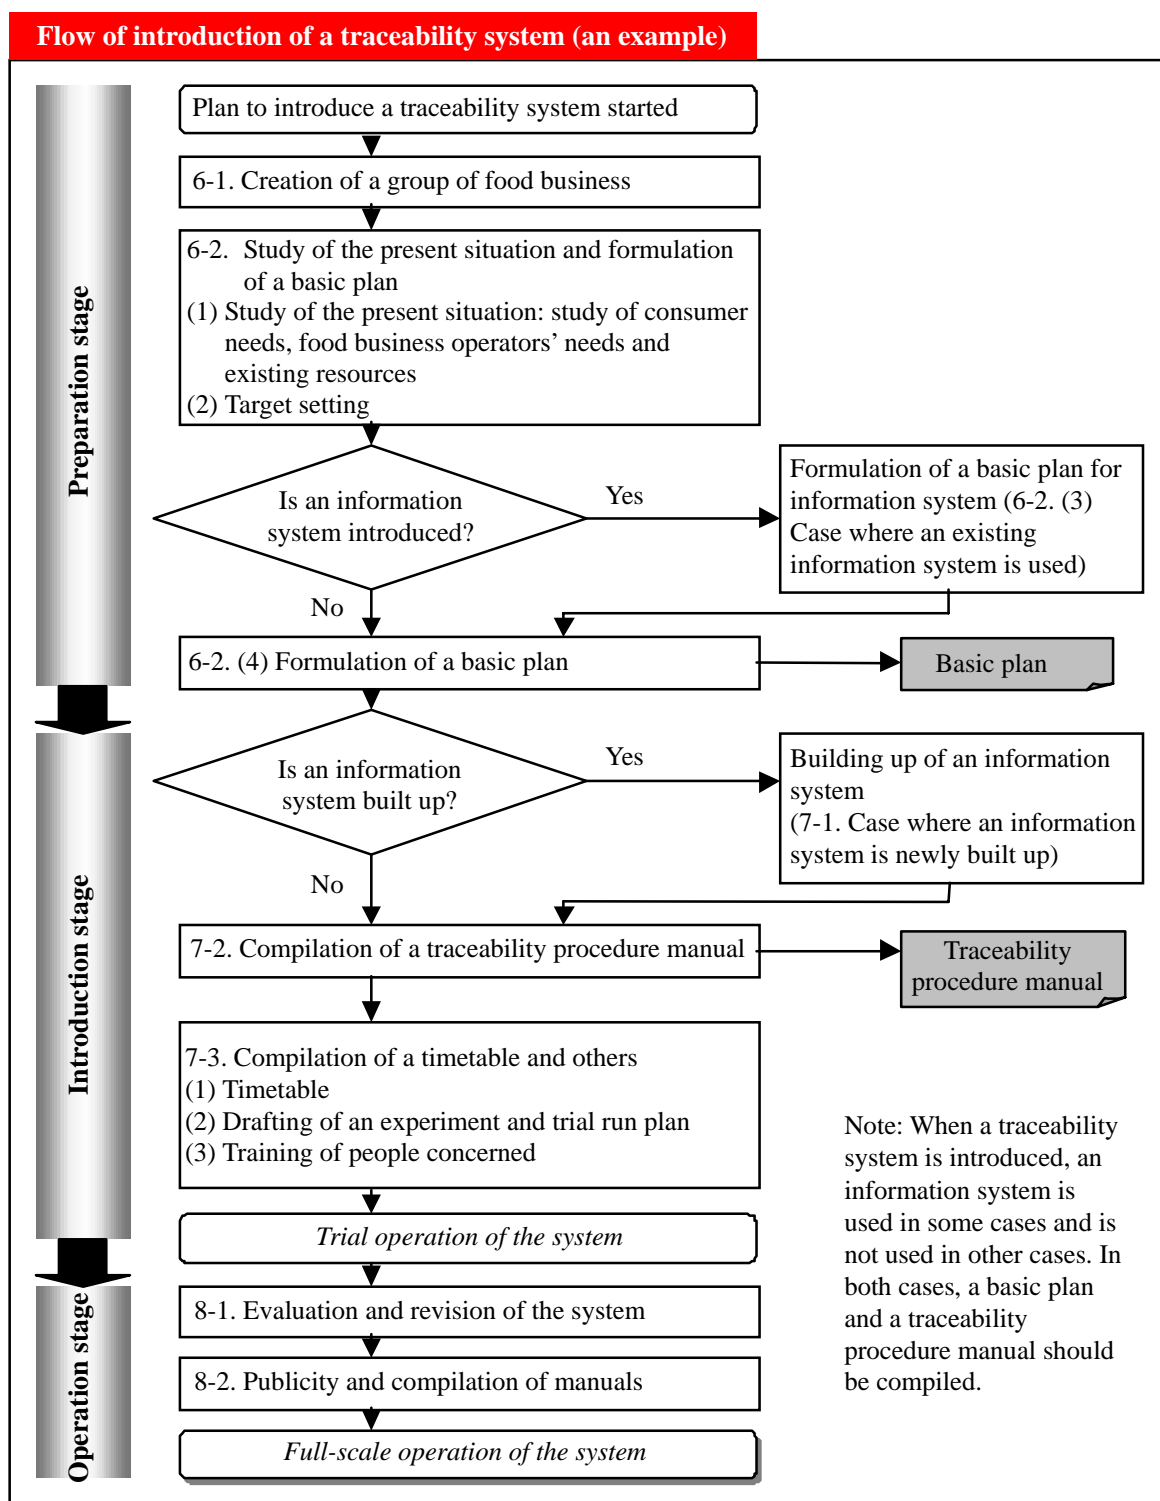 Flow of introduction of a traceability system (an example)
Preparation stage
Plan to introduce a traceability system started
6-1. Creation of a group of food business
6-2. Study of the present situation and formulation
of a basic plan
(1) Study of the present situation: study of consumer
needs, food business operators’ needs and
existing resources
(2) Target setting
Is an information
system introduced?
Yes
Formulation of a basic plan for
information system (6-2. (3)
Case where an existing
information system is used)
No
6-2. (4) Formulation of a basic plan
Basic plan
Introduction stage
Is an information
system built up?
Yes
Building up of an information
system
(7-1. Case where an information
system is newly built up)
No
7-2. Compilation of a traceability procedure manual
Traceability
procedure manual
7-3. Compilation of a timetable and others
(1) Timetable
(2) Drafting of an experiment and trial run plan
(3) Training of people concerned
Trial operation of the system
Operation stage
8-1. Evaluation and revision of the system
8-2. Publicity and compilation of manuals
Full-scale operation of the system
Note: When a traceability
system is introduced, an
information system is
used in some cases and is
not used in other cases. In
both cases, a basic plan
and a traceability
procedure manual should
be compiled.